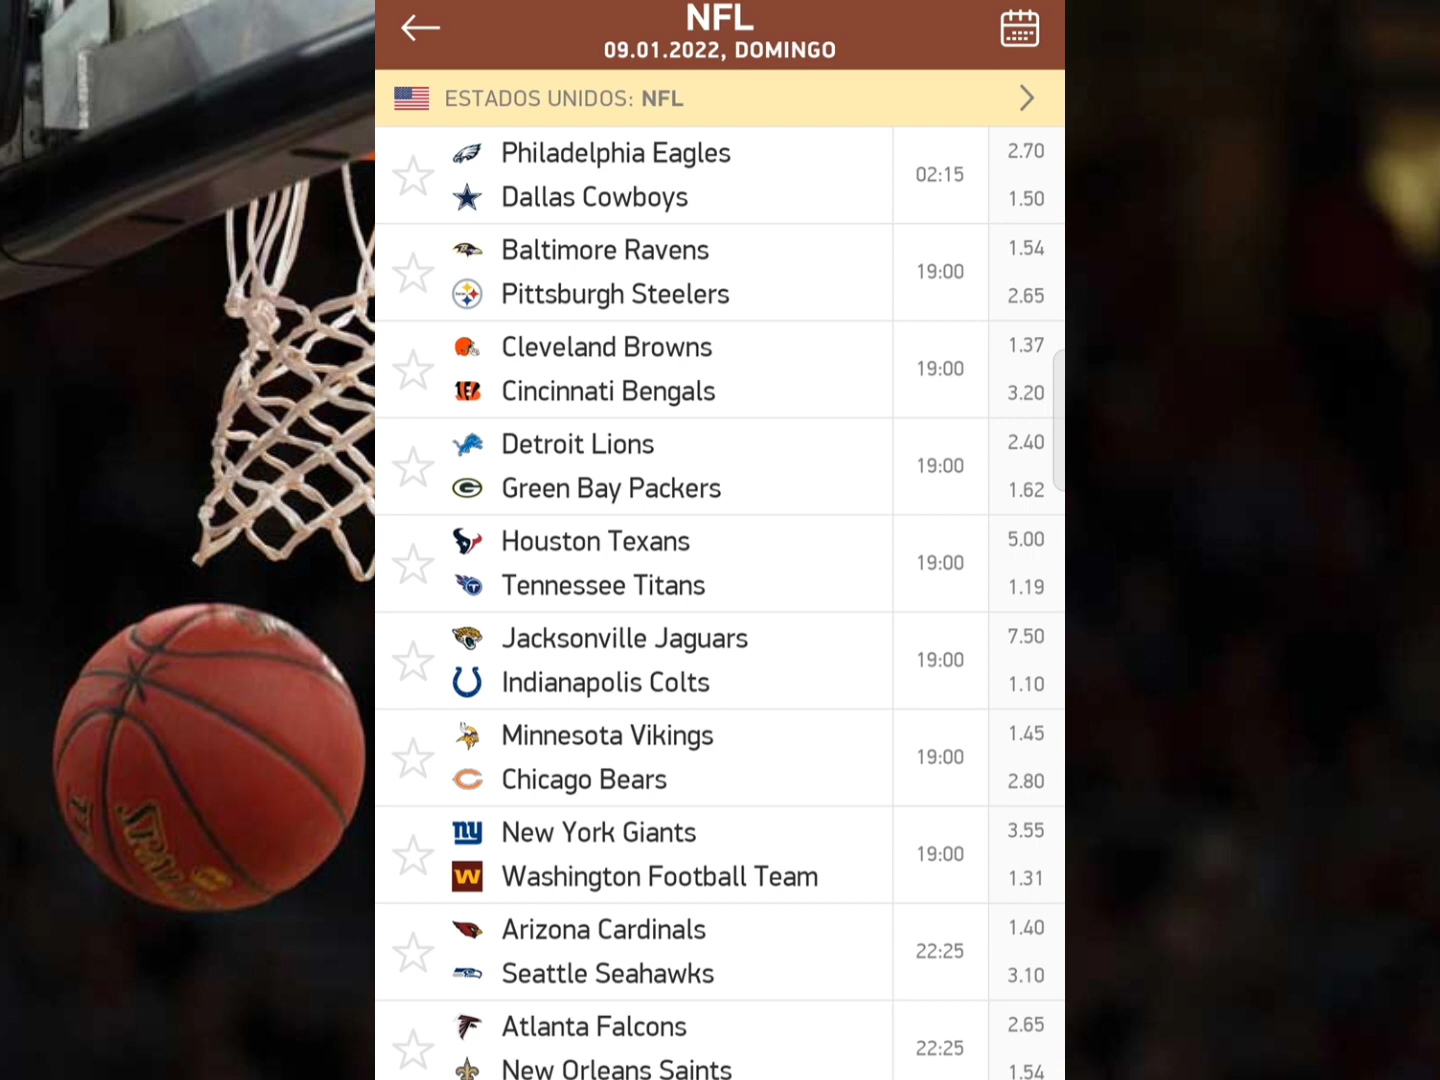 NFL
09.01.2022, DOMINGO
ESTADOS UNIDOS: NFL
Philadelphia Eagles
Dallas Cowboys
02:15
2.70
1.50
Baltimore Ravens
Pittsburgh Steelers
19:00
1.54
2.65
Cleveland Browns
Cincinnati Bengals
19:00
1.37
3.20
Detroit Lions
Green Bay Packers
19:00
2.40
1.62
Houston Texans
Tennessee Titans
19:00
5.00
1.19
Jacksonville Jaguars
Indianapolis Colts
19:00
7.50
1.10
Minnesota Vikings
Chicago Bears
19:00
1.45
2.80
ny New York Giants
W Washington Football Team
19:00
3.55
1.31
Arizona Cardinals
Seattle Seahawks
22:25
1.40
3.10
Atlanta Falcons
New Orleans Saints
22:25
2.65
1.54